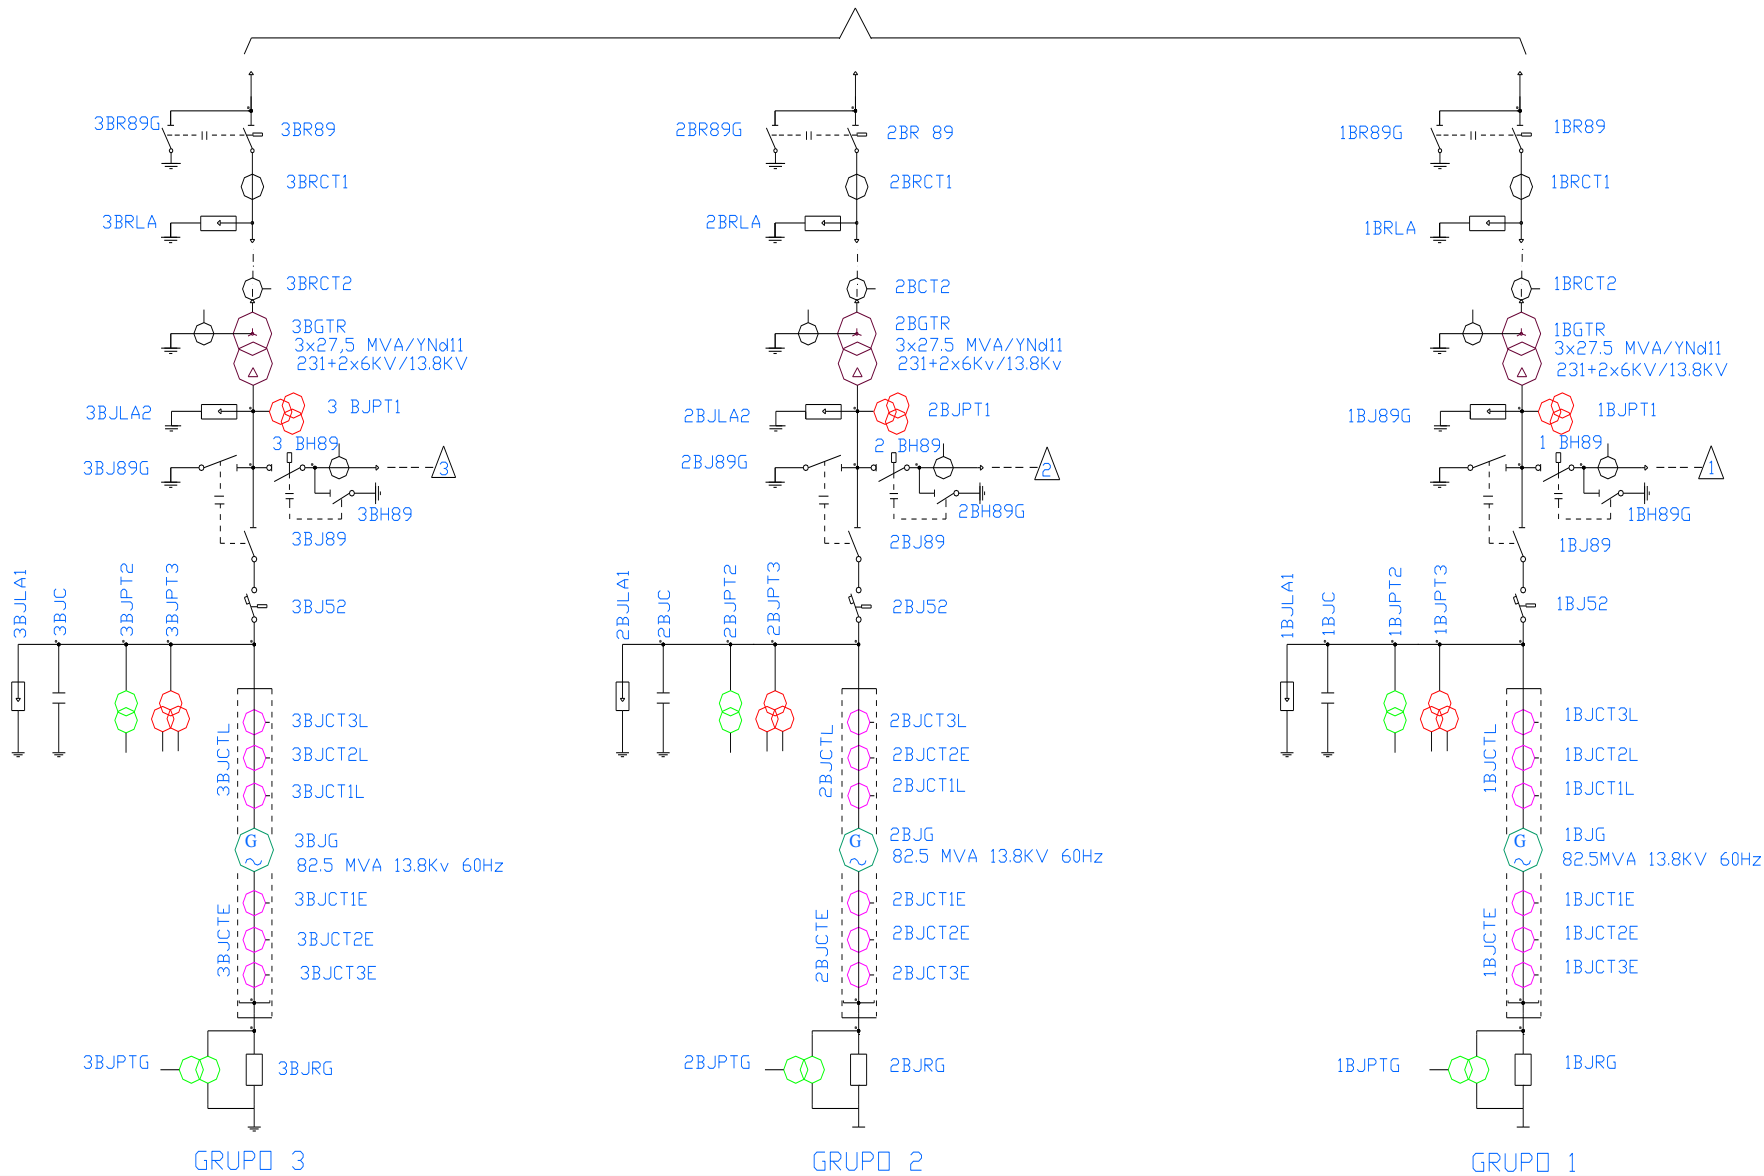 3BR89G
3BR89
3BRCT1
3BRLA
3BRCT2
3BGTR
3x27,5 MVA/YNd11
231+2x6KV/13.8KV
3BJLA2
3 BJPT1
3 BH89
3BJ89G
3
3BH89
3BJ89
3BJLA1
3BJC
3BJPT2
3BJPT3
3BJ52
3BJCTL
3BJCT3L
3BJCT2L
3BJCT1L
G
3BJG
82.5 MVA 13.8Kv 60Hz
3BJCTE
3BJCT1E
3BJCT2E
3BJCT3E
3BJPTG
3BJRG
GRUPO 3
2BR89G
2BR 89
2BRCT1
2BRLA
2BCT2
2BGTR
3x27.5 MVA/YNd11
231+2x6Kv/13.8Kv
2BJLA2
2BJPT1
2 BH89
2BJ89G
2
2BH89G
2BJ89
2BJLA1
2BJC
2BJPT2
2BJPT3
2BJ52
2BJCTL
2BJCT3L
2BJCT2E
2BJCT1L
G
2BJG
82.5 MVA 13.8KV 60Hz
2BJCTE
2BJCT1E
2BJCT2E
2BJCT3E
2BJPTG
2BJRG
GRUPO 2
1BR89G
1BR89
1BRCT1
1BRLA
1BRCT2
1BGTR
3x27.5 MVA/YNd11
231+2x6KV/13.8KV
1BJ89G
1BJPT1
1 BH89
1
1BH89G
1BJ89
1BJLA1
1BJC
1BJPT2
1BJPT3
1BJ52
1BJCTL
1BJCT3L
1BJCT2L
1BJCT1L
G
1BJG
82.5MVA 13.8KV 60Hz
1BJCTE
1BJCT1E
1BJCT2E
1BJCT3E
1BJPTG
1BJRG
GRUPO 1